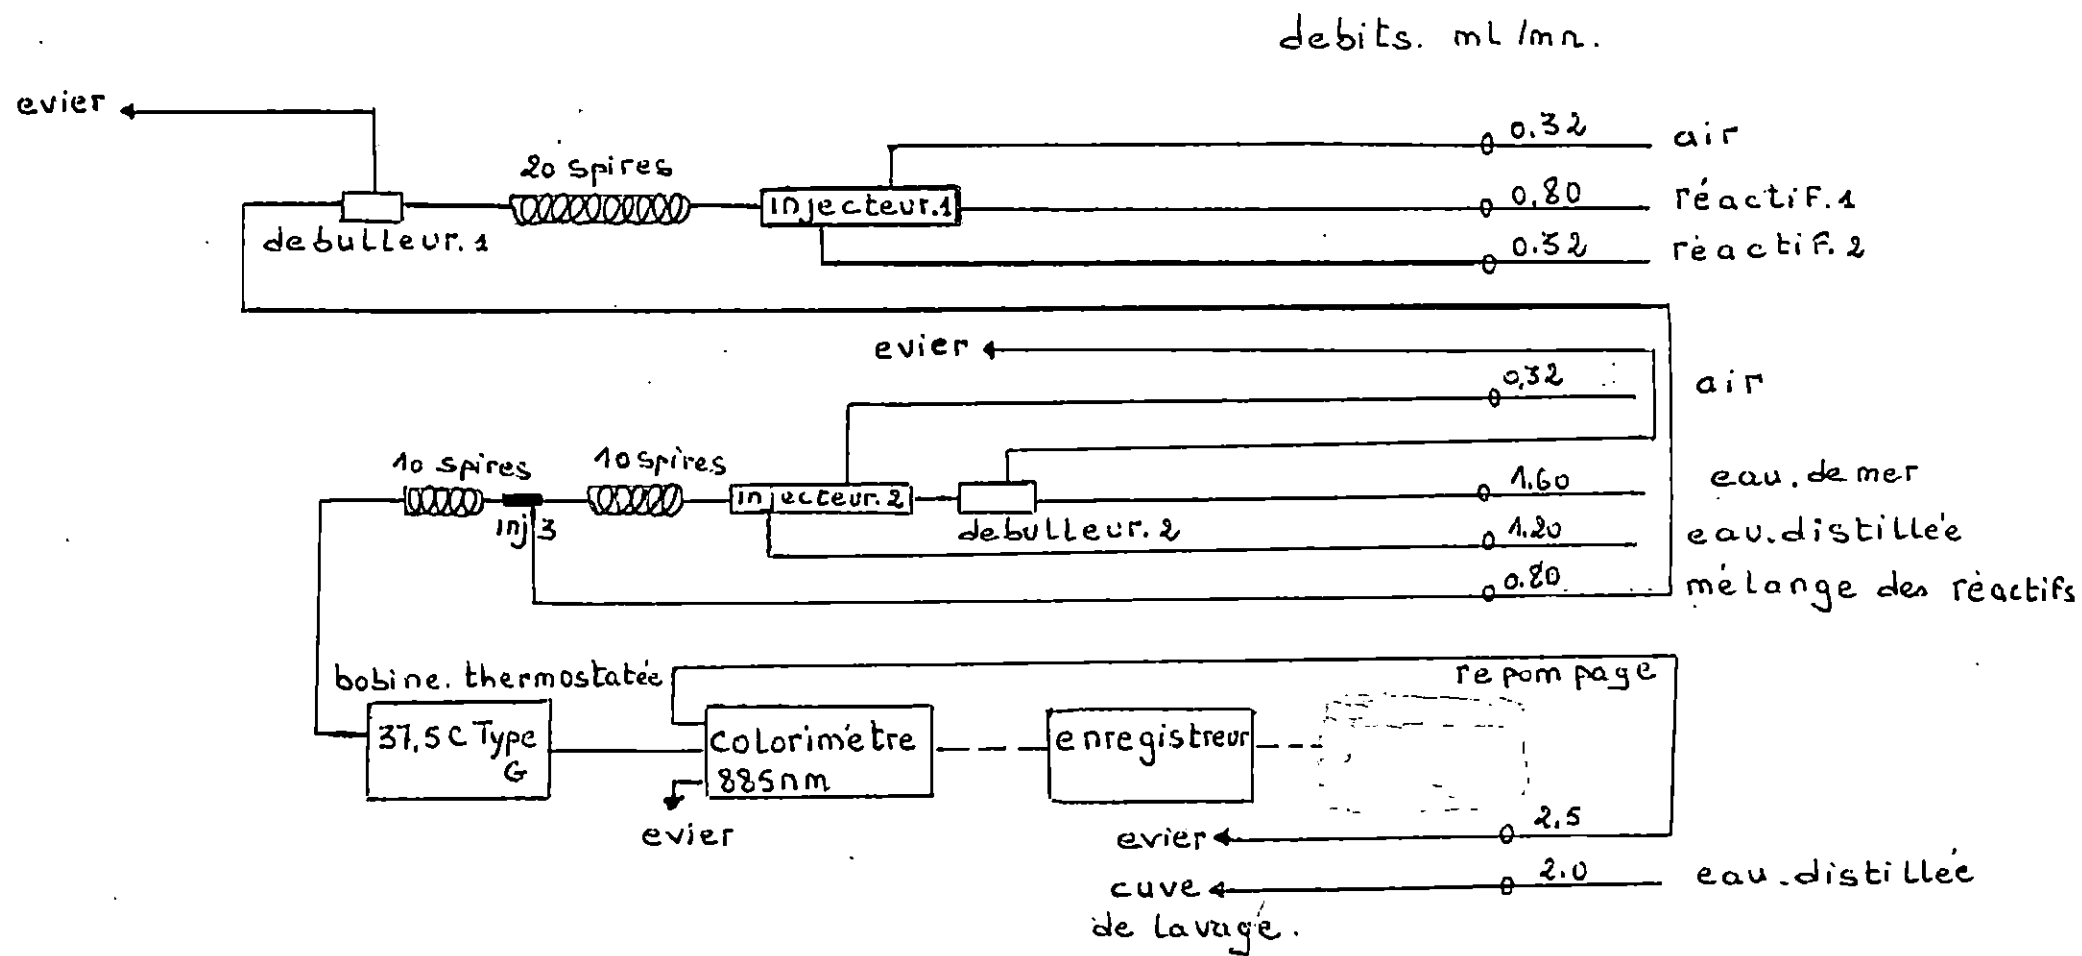 debits. ml/mn.
evier
0.32 air
20 spires
injecteur.1
0,80 réactif.1
debulleur.1
0.32 réactif.2
evier
0,32 air
10 spires
10 spires
injecteur.2
1.60 eau.de mer
inj 3
debulleur.2
1.20 eau.distillée
0.80 mélange des réactifs
bobine.thermostatée
repompage
37,5 C Type G
colorimètre 885nm
enregistreur
evier
evier
2,5
cuve de lavage.
2.0 eau.distillée